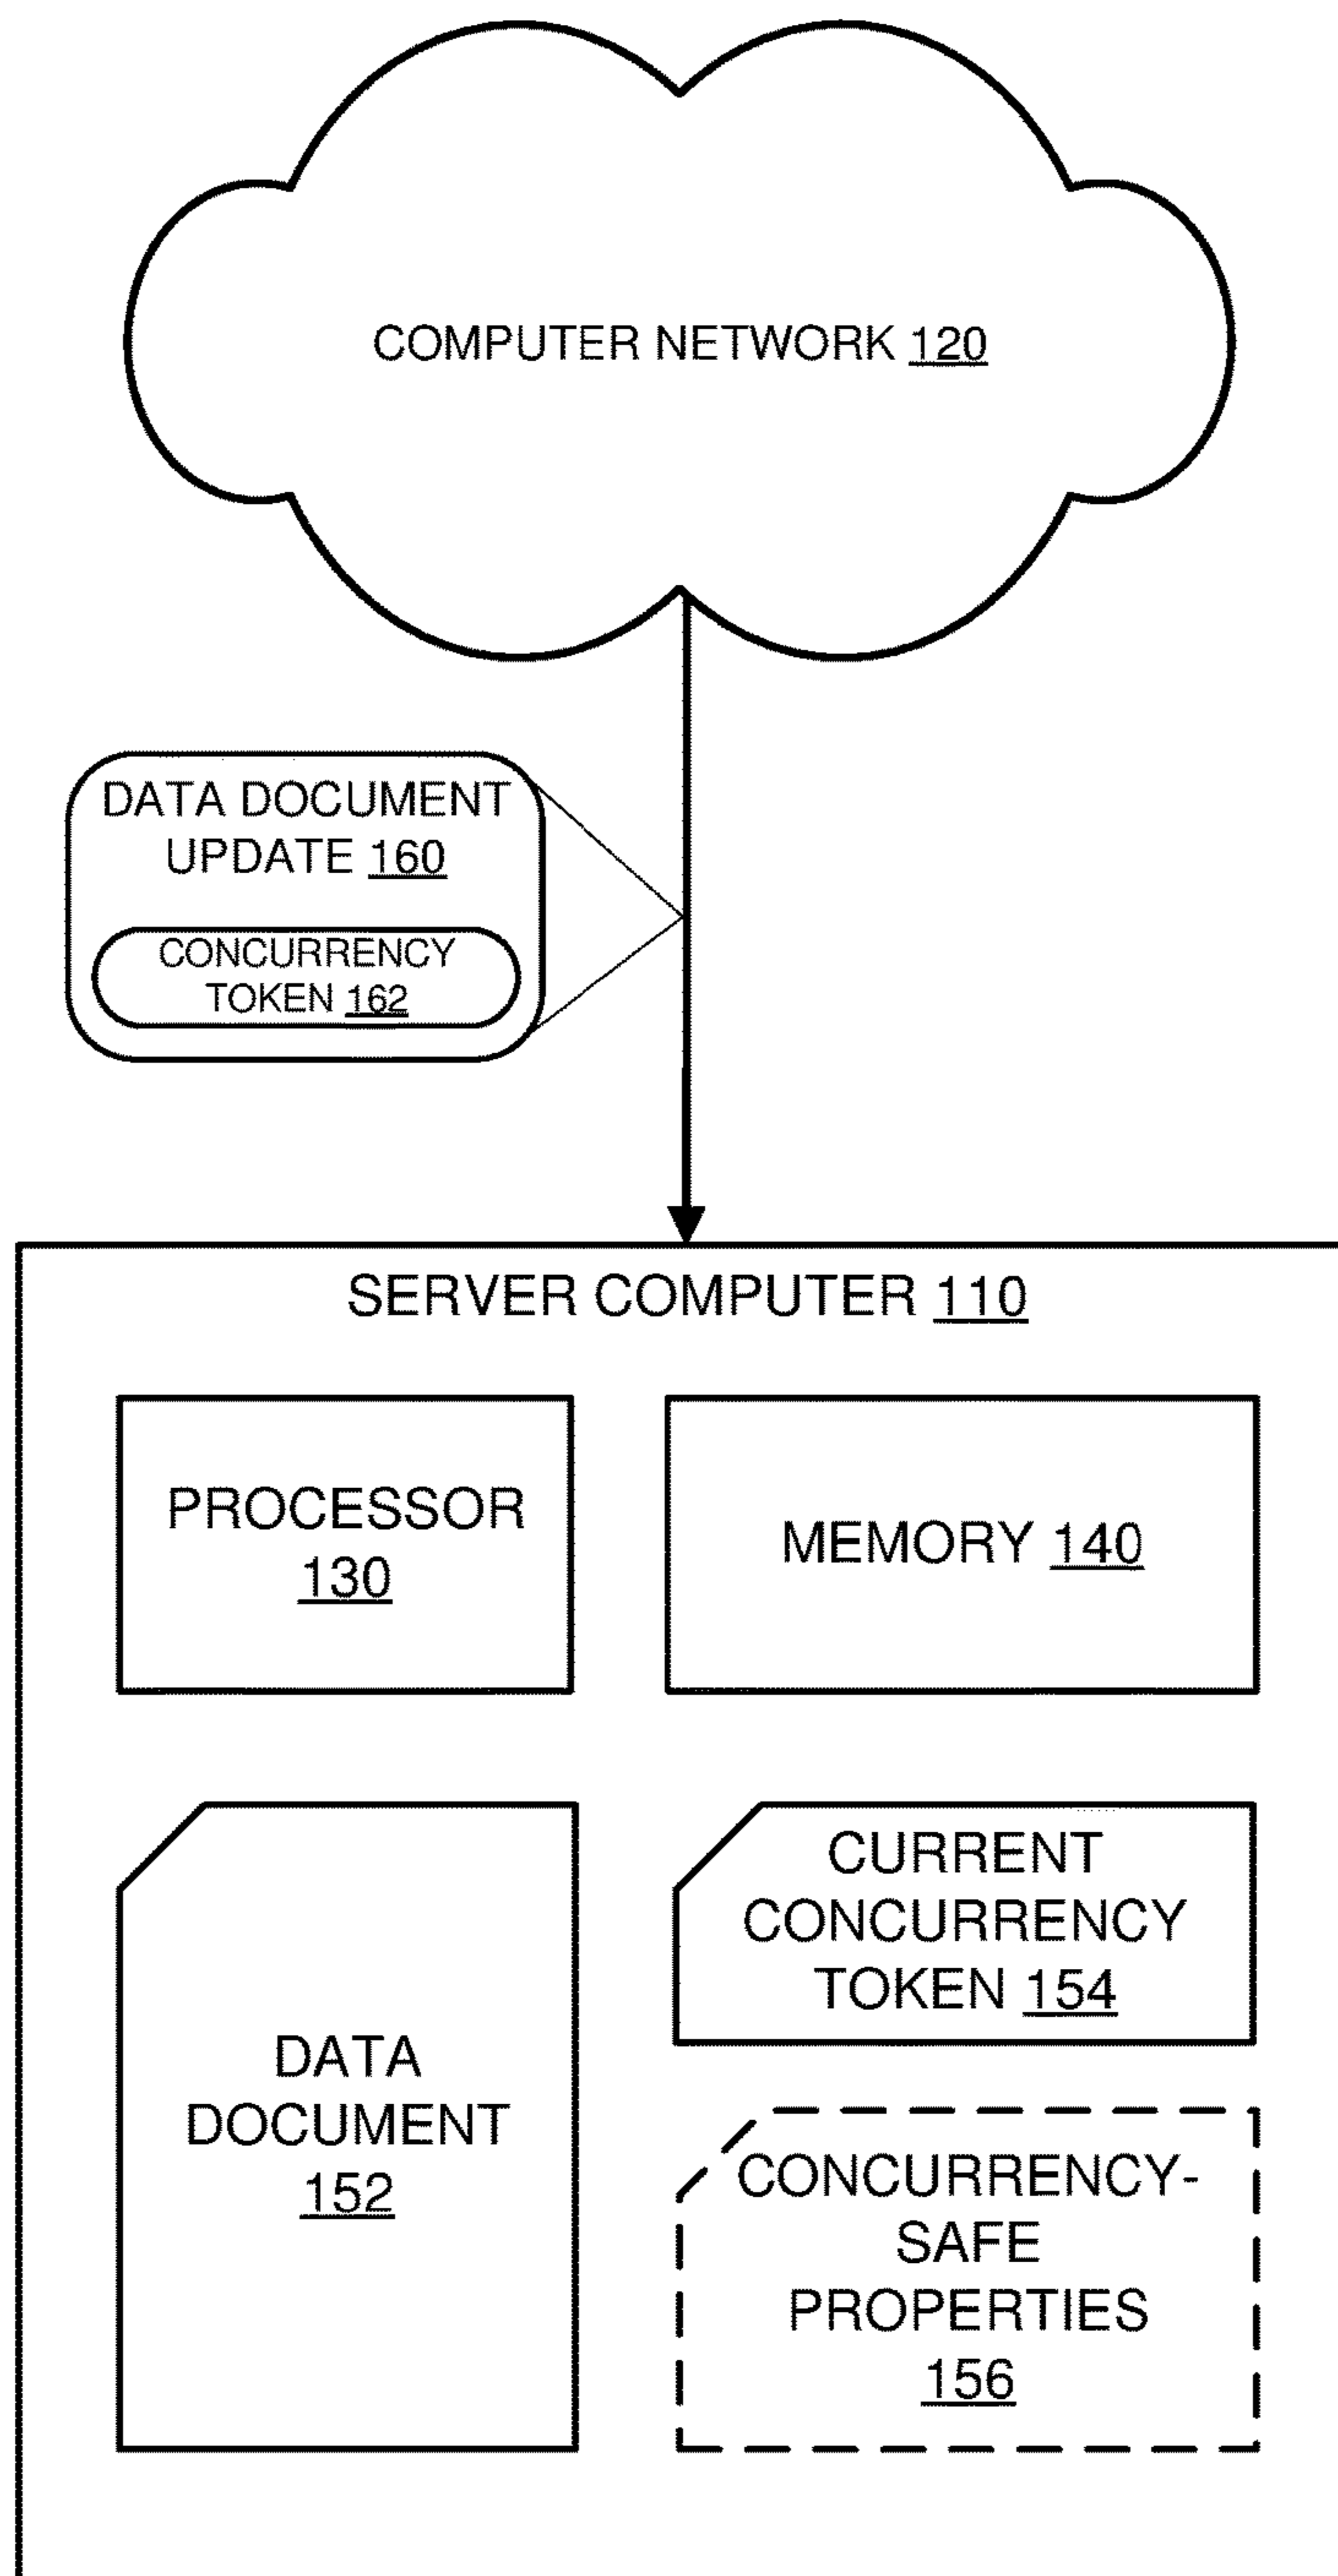 COMPUTER NETWORK 120
DATA DOCUMENT
UPDATE 160
CONCURRENCY
TOKEN 162
SERVER COMPUTER 110
PROCESSOR
130
MEMORY 140
DATA
DOCUMENT
152
CURRENT
CONCURRENCY
TOKEN 154
CONCURRENCY-
SAFE
PROPERTIES
156